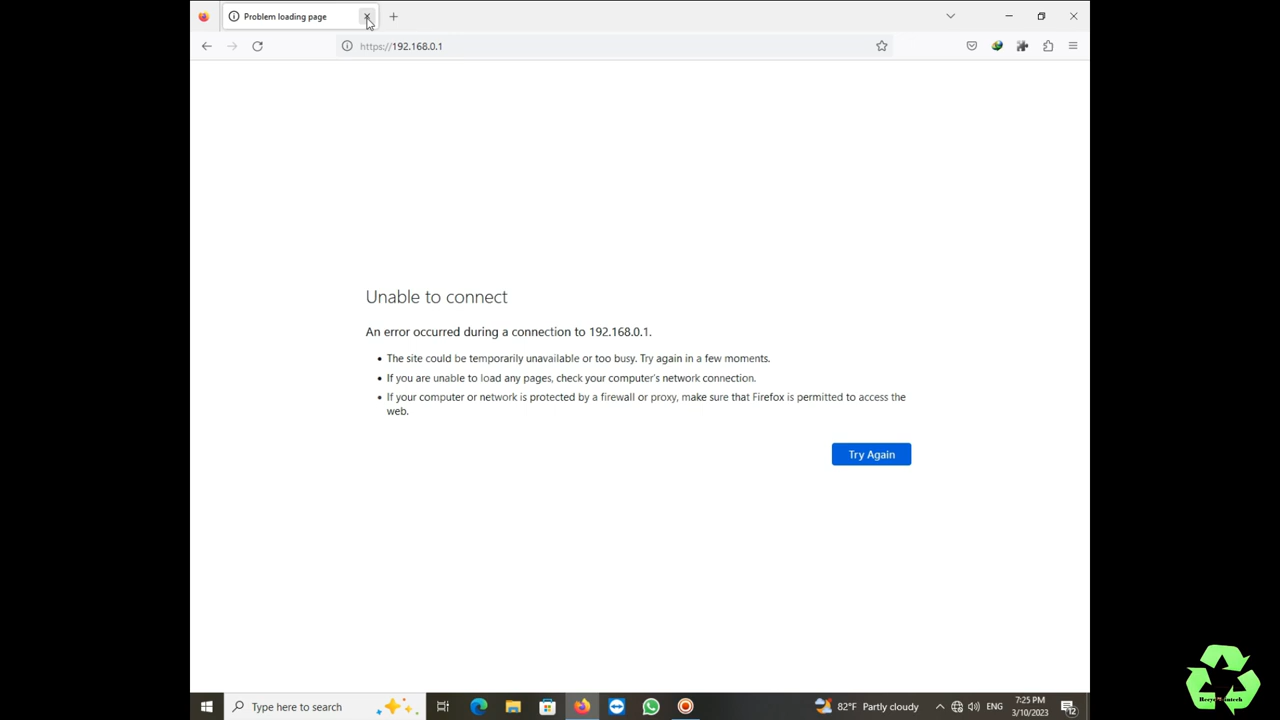 Problem loading page
https://192.168.0.1
Unable to connect
An error occurred during a connection to 192.168.0.1.
• The site could be temporarily unavailable or too busy. Try again in a few moments.
• If you are unable to load any pages, check your computer's network connection.
• If your computer or network is protected by a firewall or proxy, make sure that Firefox is permitted to access the
web.
Try Again
Type here to search
82°F Partly cloudy
ENG
7:25 PM
3/10/2023
12